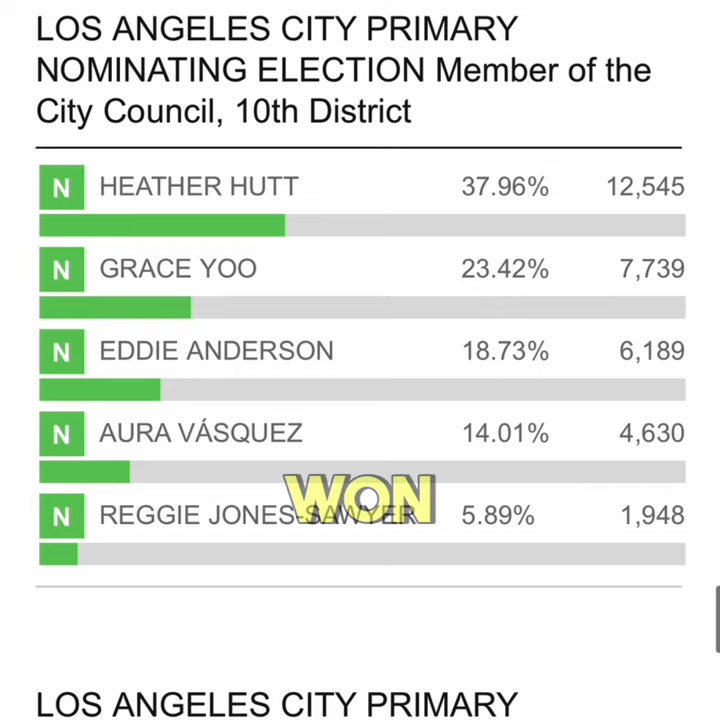 LOS ANGELES CITY PRIMARY
NOMINATING ELECTION Member of the
City Council, 10th District
N HEATHER HUTT 37.96% 12,545
N GRACE YOO 23.42% 7,739
N EDDIE ANDERSON 18.73% 6,189
N AURA VÁSQUEZ 14.01% 4,630
WON
N REGGIE JONES-SAWYER 5.89% 1,948
LOS ANGELES CITY PRIMARY